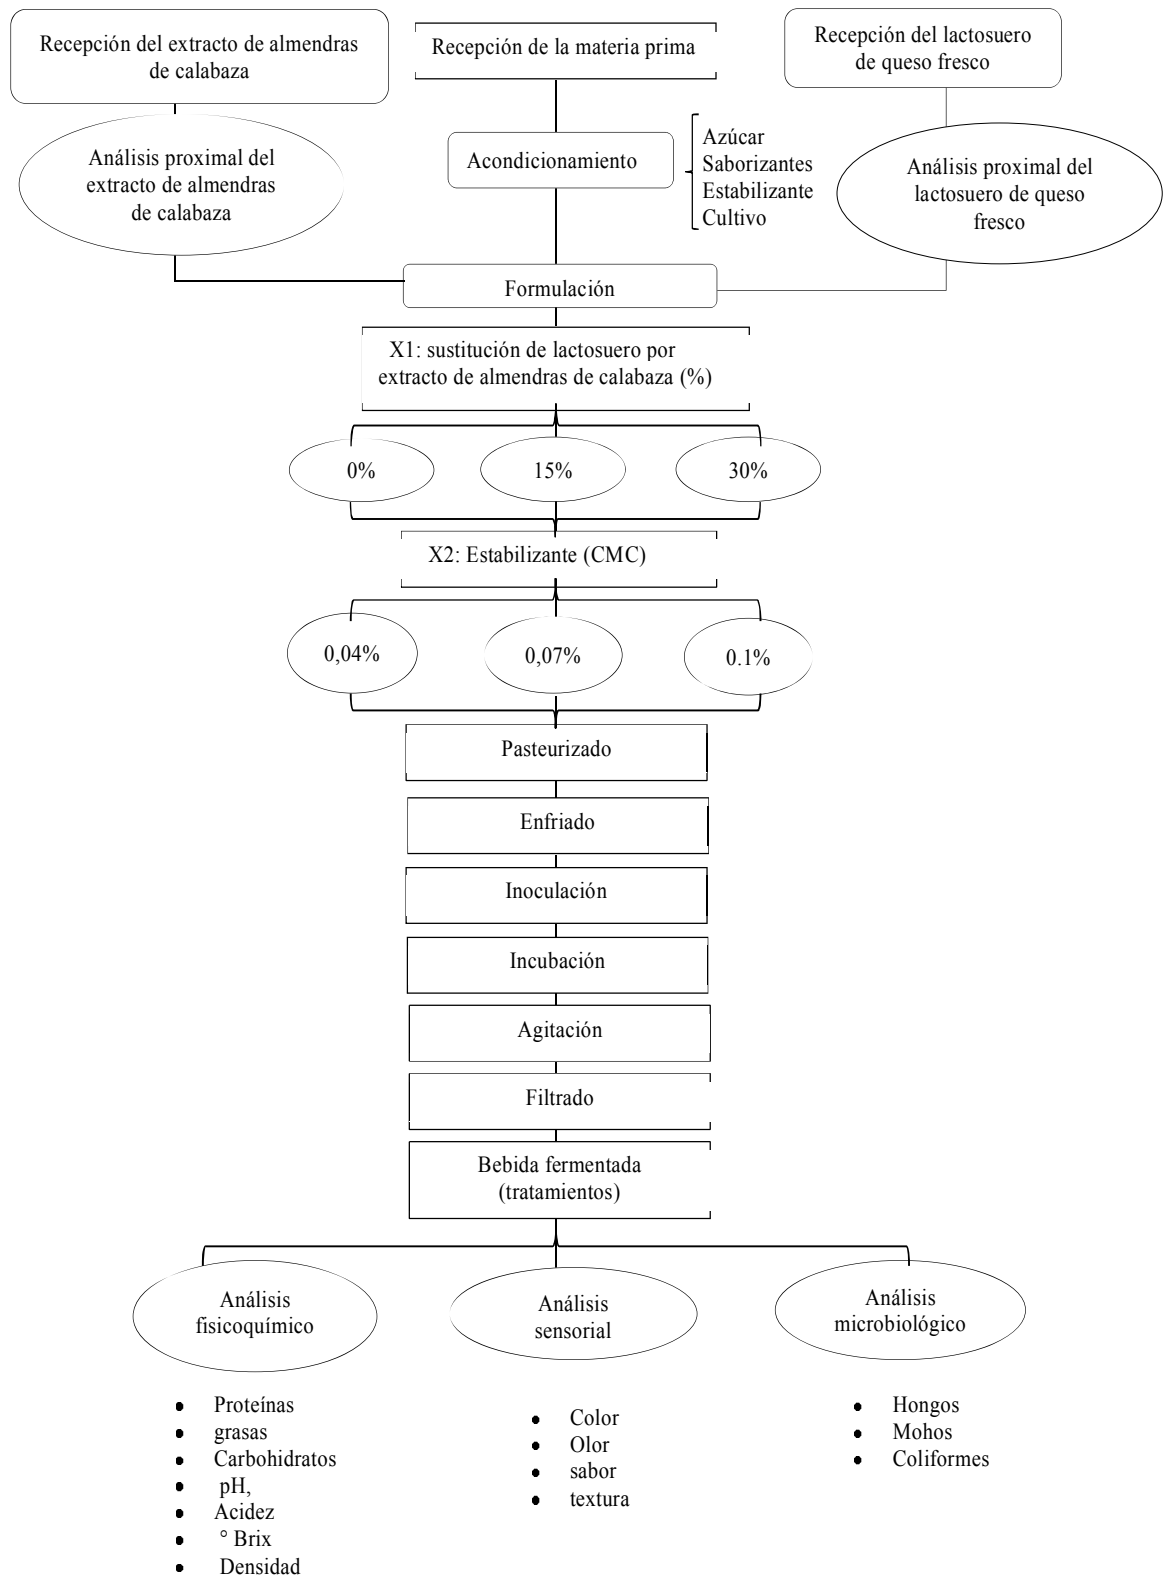 Recepción del extracto de almendras
de calabaza
Recepción de la materia prima
Recepción del lactosuero
de queso fresco
Análisis proximal del
extracto de almendras
de calabaza
Acondicionamiento
Azúcar
Saborizantes
Estabilizante
Cultivo
Análisis proximal del
lactosuero de queso
fresco
Formulación
X1: sustitución de lactosuero por
extracto de almendras de calabaza (%)
0%
15%
30%
X2: Estabilizante (CMC)
0,04%
0,07%
0.1%
Pasteurizado
Enfriado
Inoculación
Incubación
Agitación
Filtrado
Bebida fermentada
(tratamientos)
Análisis
fisicoquímico
Análisis
sensorial
Análisis
microbiológico
• Proteínas
• grasas
• Carbohidratos
• pH,
• Acidez
• ° Brix
• Densidad
• Color
• Olor
• sabor
• textura
• Hongos
• Mohos
• Coliformes